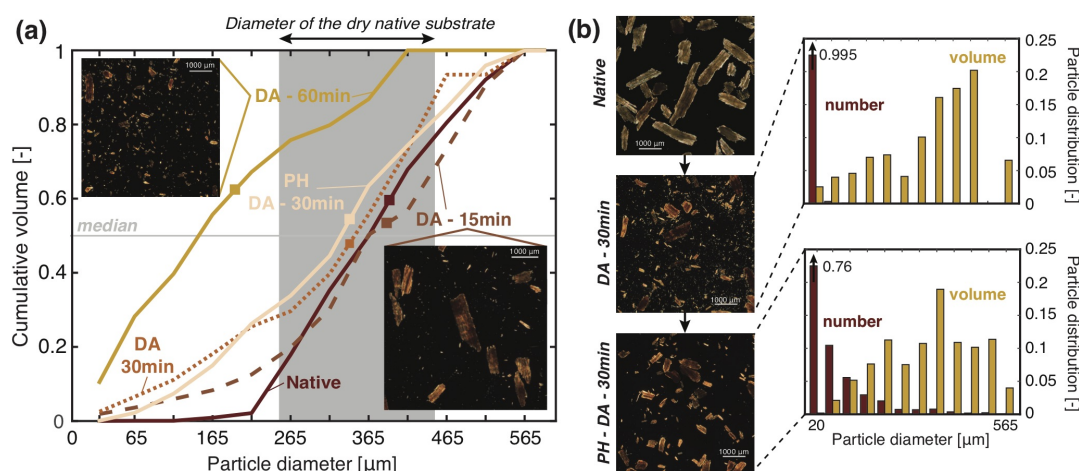 (a)
Diameter of the dry native substrate
1
0.8
0.6
0.4
0.2
0
Cumulative volume [-]
1000 µm
DA - 60min
PH
DA - 30min
median
DA - 15min
1000 µm
DA
30min
Native
0
65
165
265
365
465
565
Particle diameter [µm]
(b)
Native
1000 µm
DA - 30min
1000 µm
PH - DA - 30min
1000 µm
0.995
volume
number
0.25
0.20
0.15
0.10
0.05
0
Particle distribution [-]
0.76
volume
number
0.25
0.20
0.15
0.10
0.05
0
Particle distribution [-]
20
565
Particle diameter [µm]